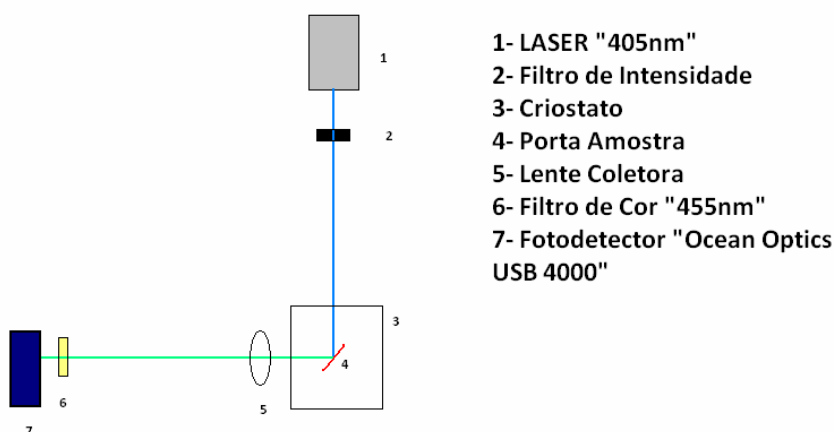 1
1- LASER "405nm"
2- Filtro de Intensidade
2
3- Criostato
4- Porta Amostra
5- Lente Coletora
6- Filtro de Cor "455nm"
7- Fotodetector "Ocean Optics
USB 4000"
3
4
6
5
7